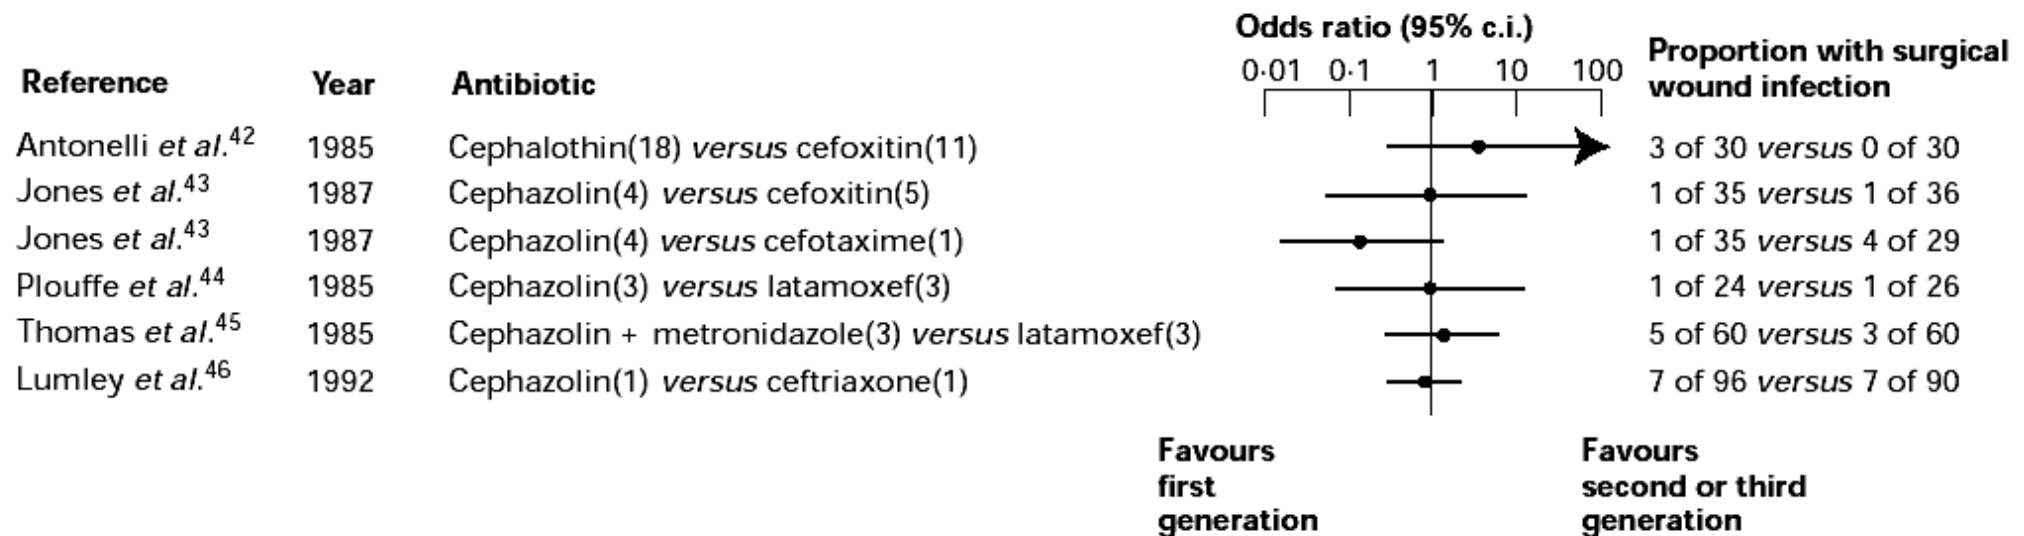 Odds ratio (95% c.i.)
0·01 0·1 1 10 100
Reference Year Antibiotic Proportion with surgical
wound infection
Antonelli et al.42 1985 Cephalothin(18) versus cefoxitin(11) 3 of 30 versus 0 of 30
Jones et al.43 1987 Cephazolin(4) versus cefoxitin(5) 1 of 35 versus 1 of 36
Jones et al.43 1987 Cephazolin(4) versus cefotaxime(1) 1 of 35 versus 4 of 29
Plouffe et al.44 1985 Cephazolin(3) versus latamoxef(3) 1 of 24 versus 1 of 26
Thomas et al.45 1985 Cephazolin + metronidazole(3) versus latamoxef(3) 5 of 60 versus 3 of 60
Lumley et al.46 1992 Cephazolin(1) versus ceftriaxone(1) 7 of 96 versus 7 of 90
Favours
first
generation
Favours
second or third
generation